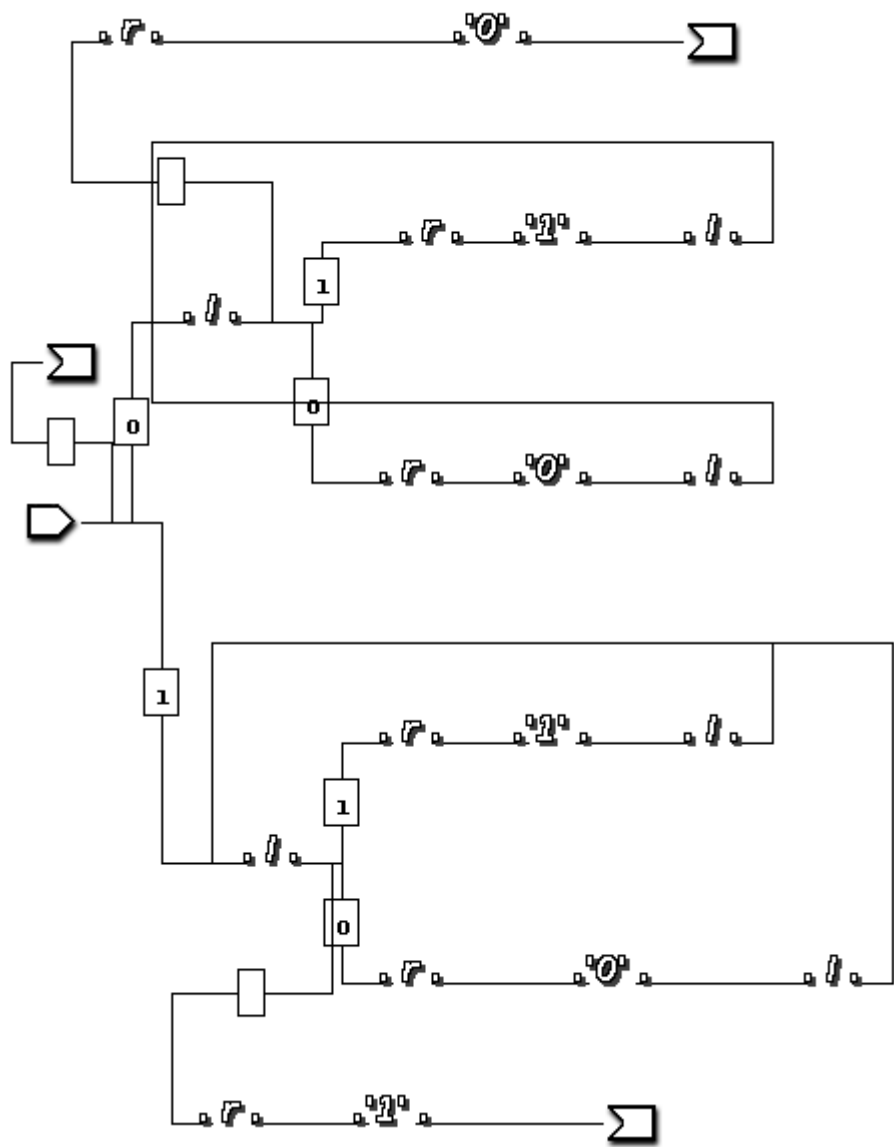 . r . . '0' .
. r . . '1' . . l .
1
. l .
0
0
. r . . '0' . . l .
1
. r . . '1' . . l .
1
. l .
0
. r . . '0' . . l .
. r . . '1' .